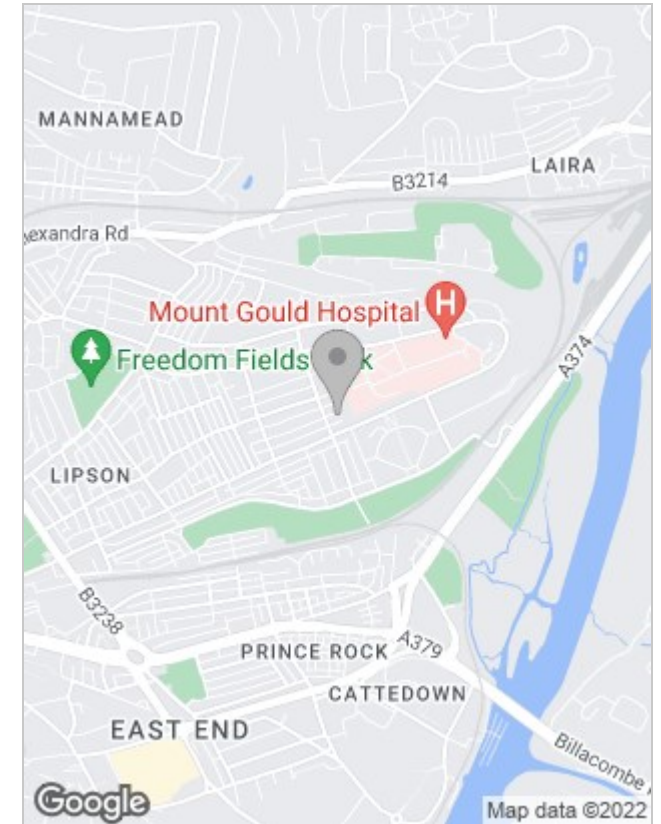 MANNAMEAD
LAIRA
B3214
exandra Rd
Mount Gould Hospital
H
A374
Freedom Fields k
LIPSON
B3238
PRINCE ROCK
A379
CATTEDOWN
EAST END
Billacombe
Google
Map data ©2022